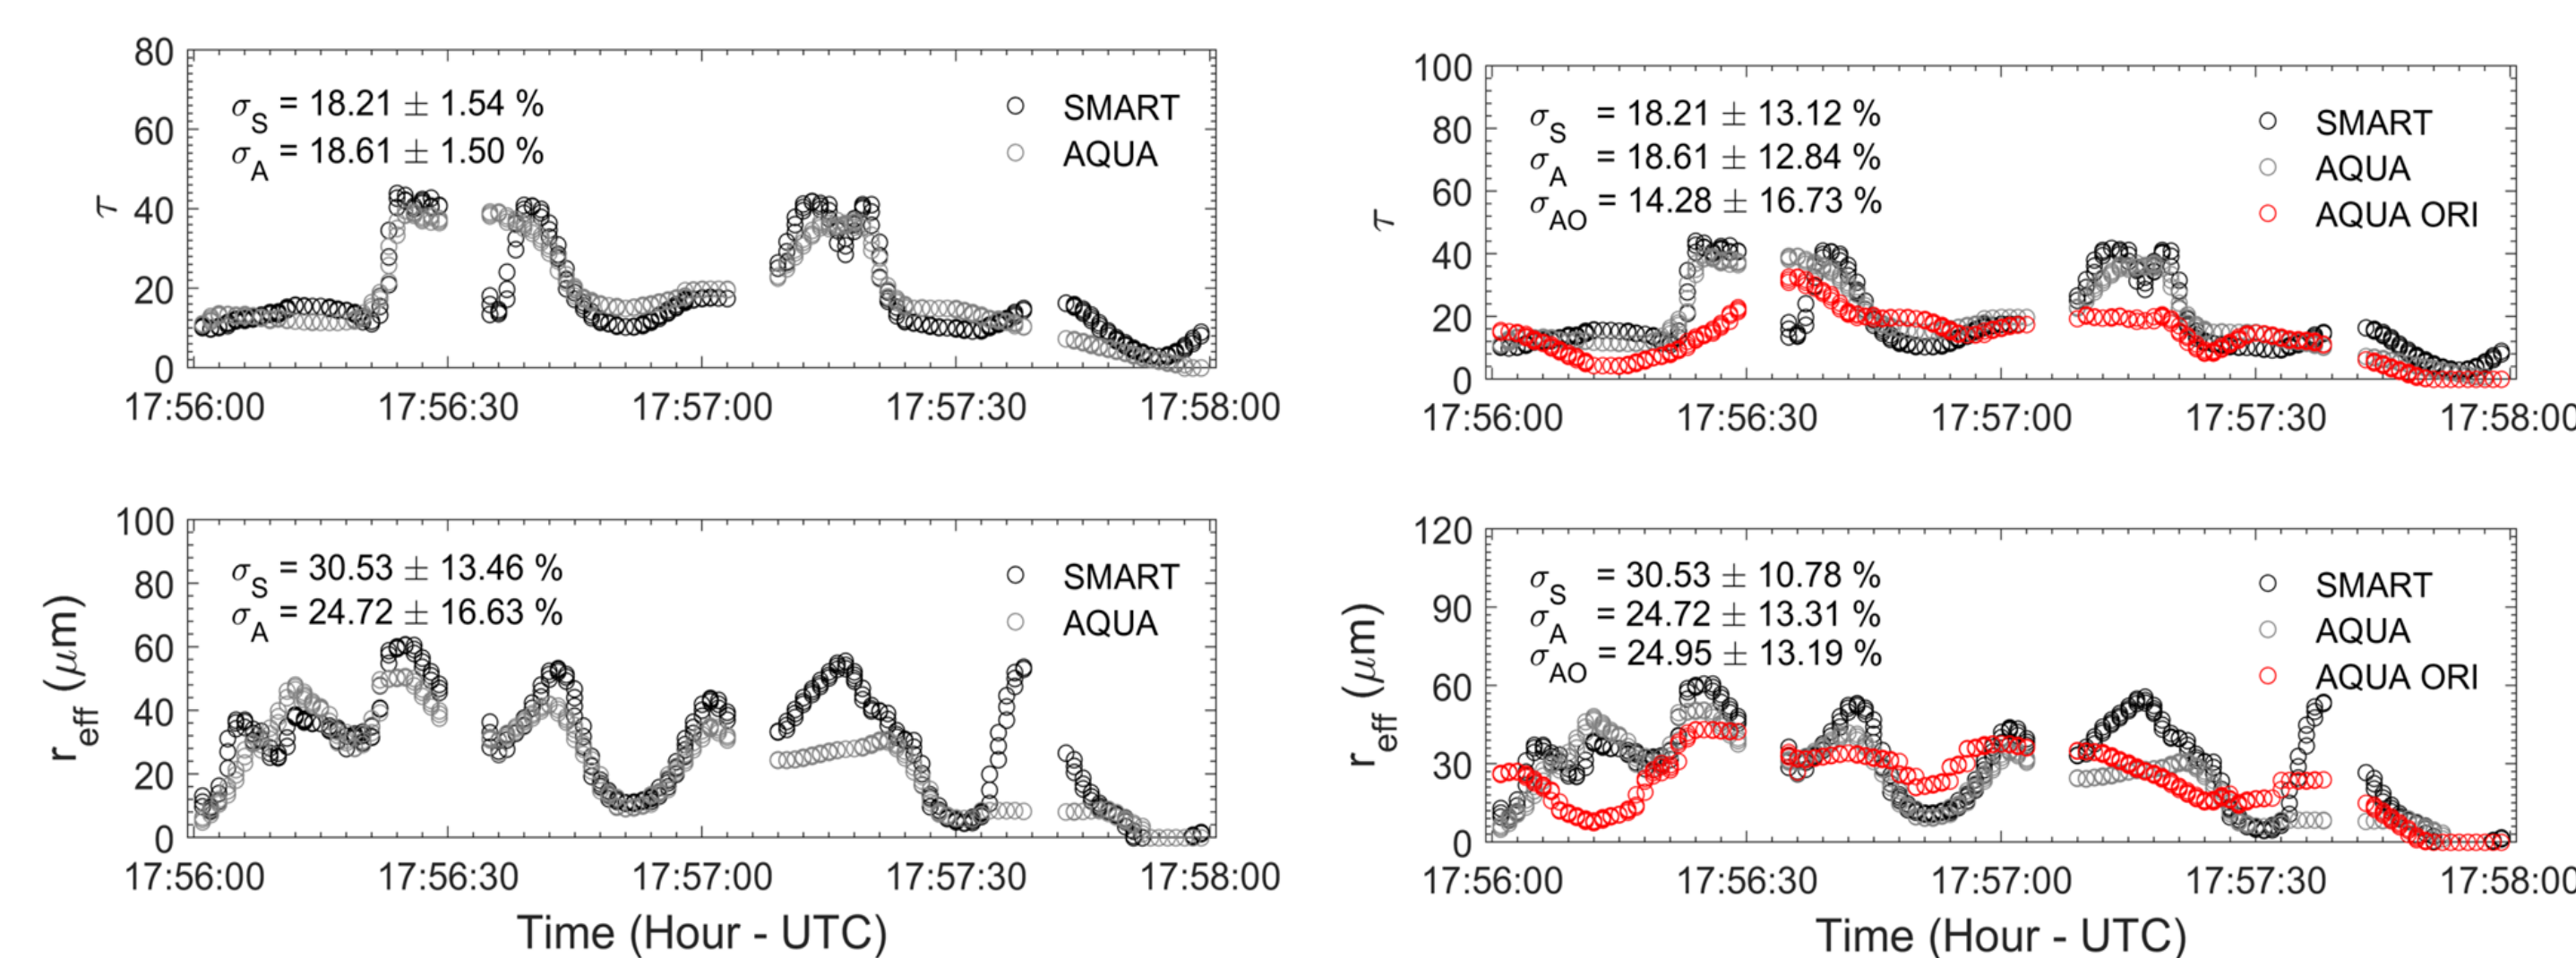 80
60
40
20
0
τ
σS = 18.21 ± 1.54 %
σA = 18.61 ± 1.50 %
SMART
AQUA
17:56:00 17:56:30 17:57:00 17:57:30 17:58:00
100
80
60
40
20
0
τ
σS = 18.21 ± 13.12 %
σA = 18.61 ± 12.84 %
σAO = 14.28 ± 16.73 %
SMART
AQUA
AQUA ORI
17:56:00 17:56:30 17:57:00 17:57:30 17:58:00
100
80
60
40
20
0
reff (μm)
σS = 30.53 ± 13.46 %
σA = 24.72 ± 16.63 %
SMART
AQUA
17:56:00 17:56:30 17:57:00 17:57:30 17:58:00
Time (Hour - UTC)
120
90
60
30
0
reff (μm)
σS = 30.53 ± 10.78 %
σA = 24.72 ± 13.31 %
σAO = 24.95 ± 13.19 %
SMART
AQUA
AQUA ORI
17:56:00 17:56:30 17:57:00 17:57:30 17:58:00
Time (Hour - UTC)